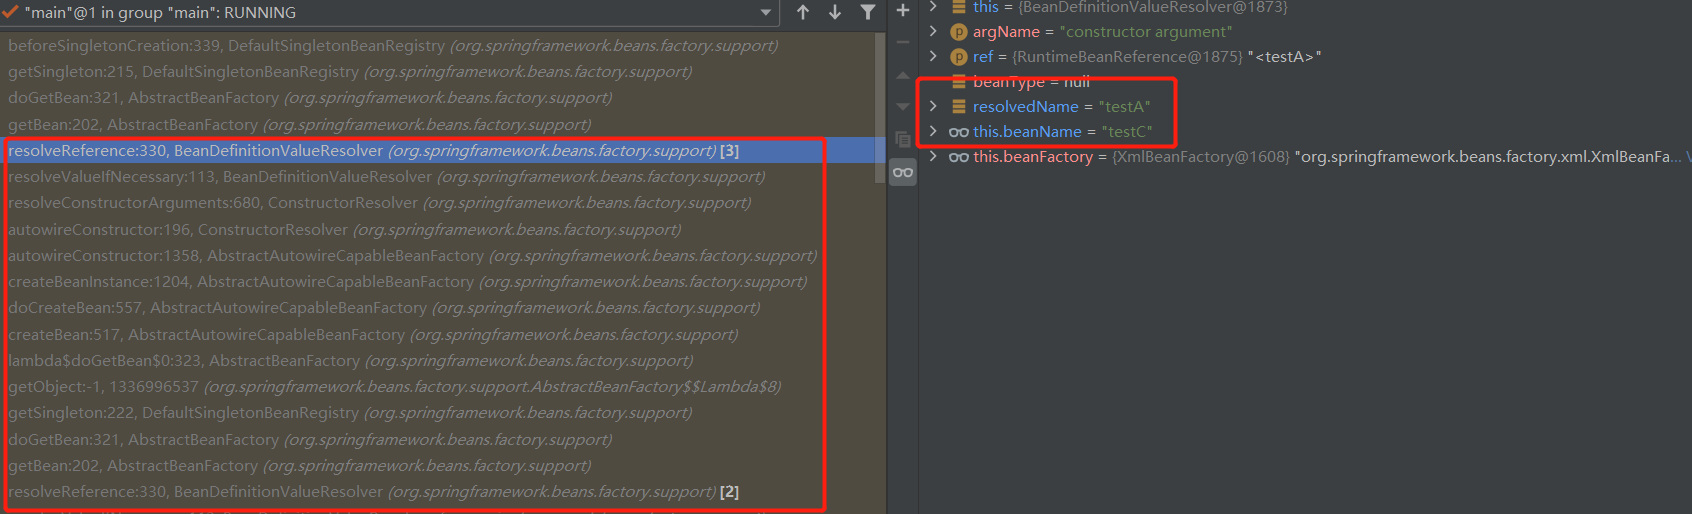 "main"@1 in group "main": RUNNING
beforeSingletonCreation:339, DefaultSingletonBeanRegistry (org.springframework.beans.factory.support)
getSingleton:215, DefaultSingletonBeanRegistry (org.springframework.beans.factory.support)
doGetBean:321, AbstractBeanFactory (org.springframework.beans.factory.support)
getBean:202, AbstractBeanFactory (org.springframework.beans.factory.support)
resolveReference:330, BeanDefinitionValueResolver (org.springframework.beans.factory.support) [3]
resolveValueIfNecessary:113, BeanDefinitionValueResolver (org.springframework.beans.factory.support)
resolveConstructorArguments:680, ConstructorResolver (org.springframework.beans.factory.support)
autowireConstructor:196, ConstructorResolver (org.springframework.beans.factory.support)
autowireConstructor:1358, AbstractAutowireCapableBeanFactory (org.springframework.beans.factory.support)
createBeanInstance:1204, AbstractAutowireCapableBeanFactory (org.springframework.beans.factory.support)
doCreateBean:557, AbstractAutowireCapableBeanFactory (org.springframework.beans.factory.support)
createBean:517, AbstractAutowireCapableBeanFactory (org.springframework.beans.factory.support)
lambda$doGetBean$0:323, AbstractBeanFactory (org.springframework.beans.factory.support)
getObject:-1, 1336996537 (org.springframework.beans.factory.support.AbstractBeanFactory$$Lambda$8)
getSingleton:222, DefaultSingletonBeanRegistry (org.springframework.beans.factory.support)
doGetBean:321, AbstractBeanFactory (org.springframework.beans.factory.support)
getBean:202, AbstractBeanFactory (org.springframework.beans.factory.support)
resolveReference:330, BeanDefinitionValueResolver (org.springframework.beans.factory.support) [2]
this = {BeanDefinitionValueResolver@1873}
argName = "constructor argument"
ref = {RuntimeBeanReference@1875} "<testA>"
beanType = null
resolvedName = "testA"
this.beanName = "testC"
this.beanFactory = {XmlBeanFactory@1608} "org.springframework.beans.factory.xml.XmlBeanFa...